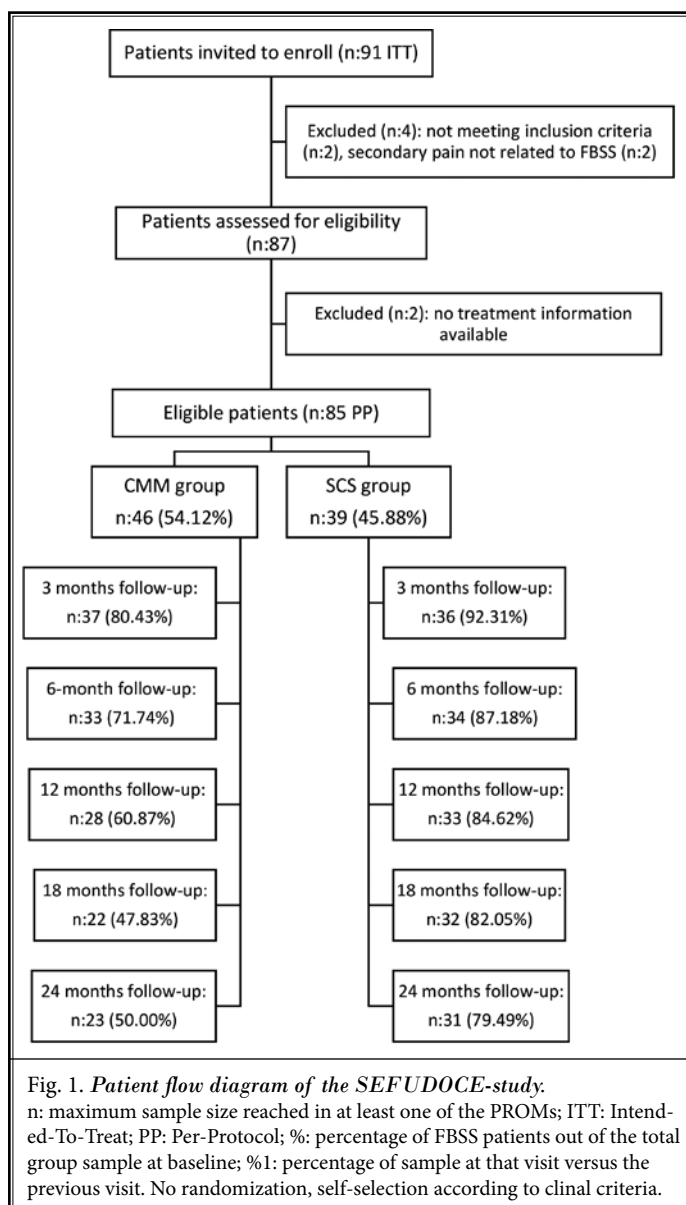 Patients invited to enroll (n:91 ITT)
Excluded (n:4): not meeting inclusion criteria
(n:2), secondary pain not related to FBSS (n:2)
Patients assessed for eligibility
(n:87)
Excluded (n:2): no treatment information
available
Eligible patients (n:85 PP)
CMM group
n:46 (54.12%)
SCS group
n:39 (45.88%)
3 months follow-up:
n:37 (80.43%)
3 months follow-up:
n:36 (92.31%)
6-month follow-up:
n:33 (71.74%)
6 months follow-up:
n:34 (87.18%)
12 months follow-up:
n:28 (60.87%)
12 months follow-up:
n:33 (84.62%)
18 months follow-up:
n:22 (47.83%)
18 months follow-up:
n:32 (82.05%)
24 months follow-up:
n:23 (50.00%)
24 months follow-up:
n:31 (79.49%)
Fig. 1. Patient flow diagram of the SEFUDOCE-study.
n: maximum sample size reached in at least one of the PROMs; ITT: Intend-
ed-To-Treat; PP: Per-Protocol; %: percentage of FBSS patients out of the total
group sample at baseline; %1: percentage of sample at that visit versus the
previous visit. No randomization, self-selection according to clinal criteria.